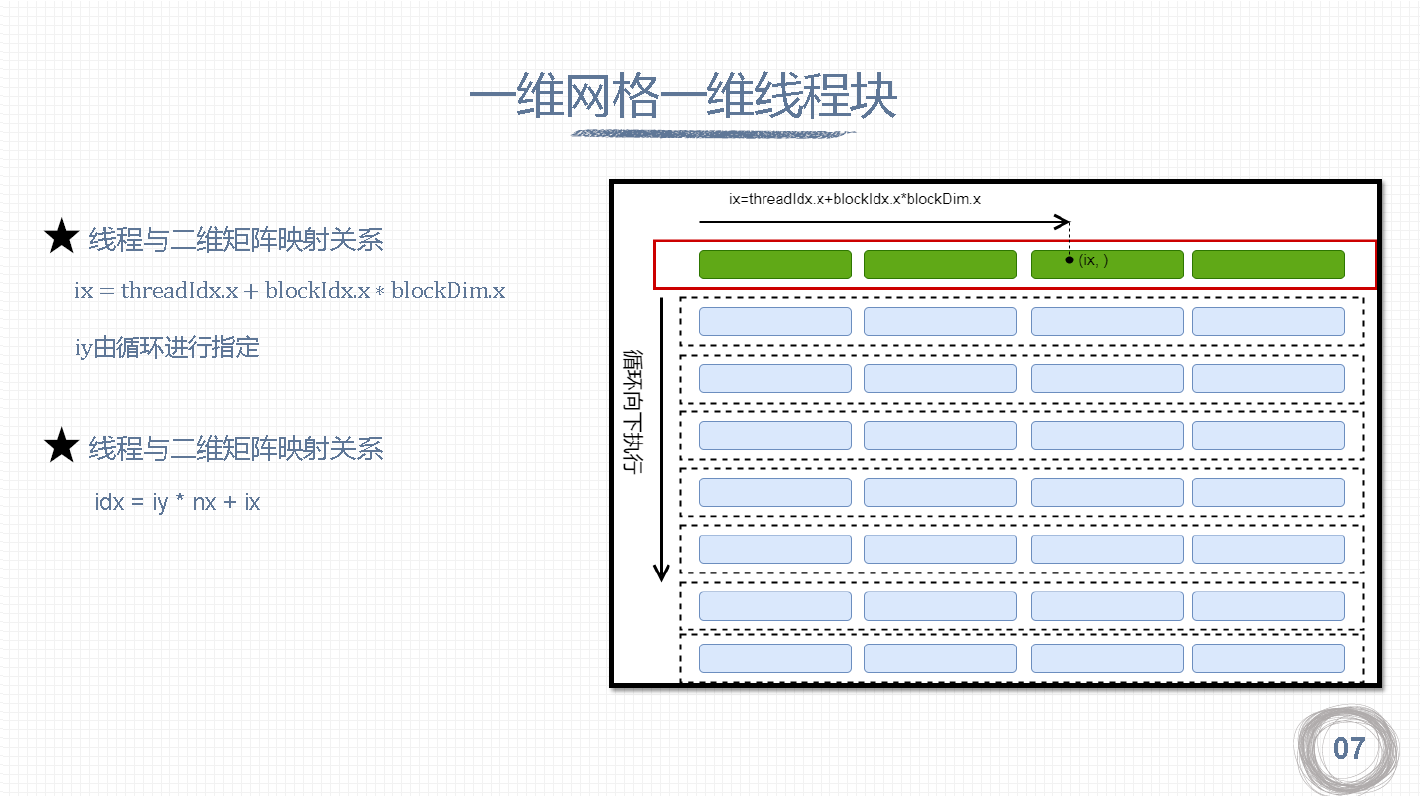 一维网格一维线程块
★ 线程与二维矩阵映射关系
ix = threadIdx.x + blockIdx.x ∗ blockDim.x
iy由循环进行指定
★ 线程与二维矩阵映射关系
idx = iy * nx + ix
ix=threadIdx.x+blockIdx.x*blockDim.x
(ix, )
循环向下执行
07